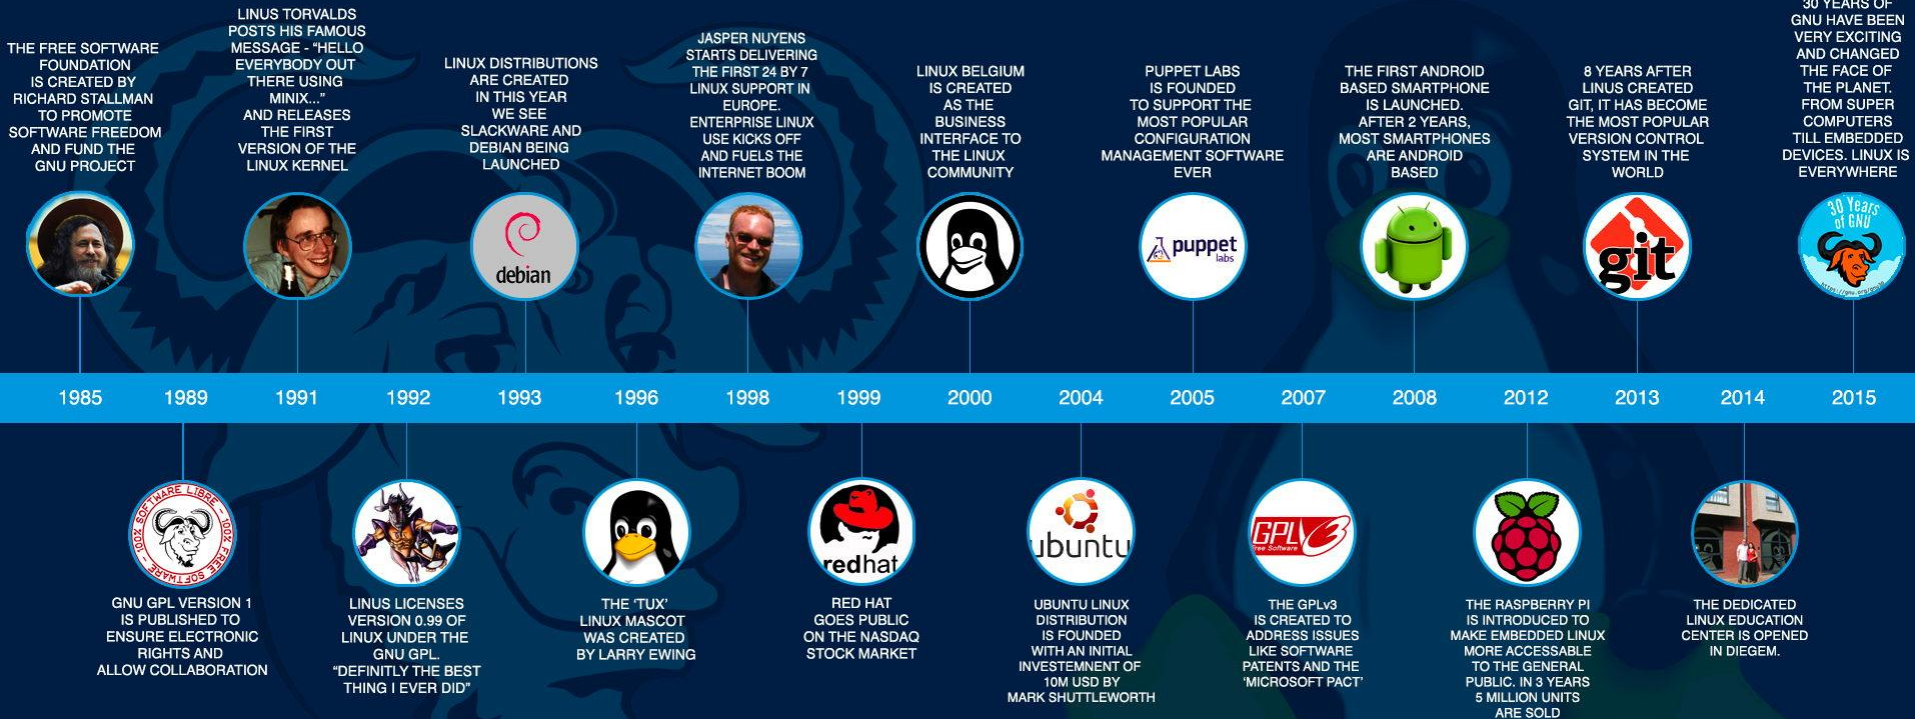 THE FREE SOFTWARE
FOUNDATION
IS CREATED BY
RICHARD STALLMAN
TO PROMOTE
SOFTWARE FREEDOM
AND FUND THE
GNU PROJECT
LINUS TORVALDS
POSTS HIS FAMOUS
MESSAGE - “HELLO
EVERYBODY OUT
THERE USING
MINIX...”
AND RELEASES
THE FIRST
VERSION OF THE
LINUX KERNEL
LINUX DISTRIBUTIONS
ARE CREATED
IN THIS YEAR
WE SEE
SLACKWARE AND
DEBIAN BEING
LAUNCHED
JASPER NUYENS
STARTS DELIVERING
THE FIRST 24 BY 7
LINUX SUPPORT IN
EUROPE.
ENTERPRISE LINUX
USE KICKS OFF
AND FUELS THE
INTERNET BOOM
LINUX BELGIUM
IS CREATED
AS THE
BUSINESS
INTERFACE TO
THE LINUX
COMMUNITY
PUPPET LABS
IS FOUNDED
TO SUPPORT THE
MOST POPULAR
CONFIGURATION
MANAGEMENT SOFTWARE
EVER
THE FIRST ANDROID
BASED SMARTPHONE
IS LAUNCHED.
AFTER 2 YEARS,
MOST SMARTPHONES
ARE ANDROID
BASED
8 YEARS AFTER
LINUS CREATED
GIT, IT HAS BECOME
THE MOST POPULAR
VERSION CONTROL
SYSTEM IN THE
WORLD
30 YEARS OF
GNU HAVE BEEN
VERY EXCITING
AND CHANGED
THE FACE OF
THE PLANET.
FROM SUPER
COMPUTERS
TILL EMBEDDED
DEVICES. LINUX IS
EVERYWHERE
debian
puppet
labs
git
30 Years
of GNU
1985 1989 1991 1992 1993 1996 1998 1999 2000 2004 2005 2007 2008 2012 2013 2014 2015
100% SOFTWARE LIBRE - 100% FREE SOFTWARE -
redhat
ubuntu
GPL 3
Free Software
GNU GPL VERSION 1
IS PUBLISHED TO
ENSURE ELECTRONIC
RIGHTS AND
ALLOW COLLABORATION
LINUS LICENSES
VERSION 0.99 OF
LINUX UNDER THE
GNU GPL.
“DEFINITLY THE BEST
THING I EVER DID”
THE ‘TUX’
LINUX MASCOT
WAS CREATED
BY LARRY EWING
RED HAT
GOES PUBLIC
ON THE NASDAQ
STOCK MARKET
UBUNTU LINUX
DISTRIBUTION
IS FOUNDED
WITH AN INITIAL
INVESTEMNENT OF
10M USD BY
MARK SHUTTLEWORTH
THE GPLv3
IS CREATED TO
ADDRESS ISSUES
LIKE SOFTWARE
PATENTS AND THE
‘MICROSOFT PACT’
THE RASPBERRY PI
IS INTRODUCED TO
MAKE EMBEDDED LINUX
MORE ACCESSABLE
TO THE GENERAL
PUBLIC. IN 3 YEARS
5 MILLION UNITS
ARE SOLD
THE DEDICATED
LINUX EDUCATION
CENTER IS OPENED
IN DIEGEM.